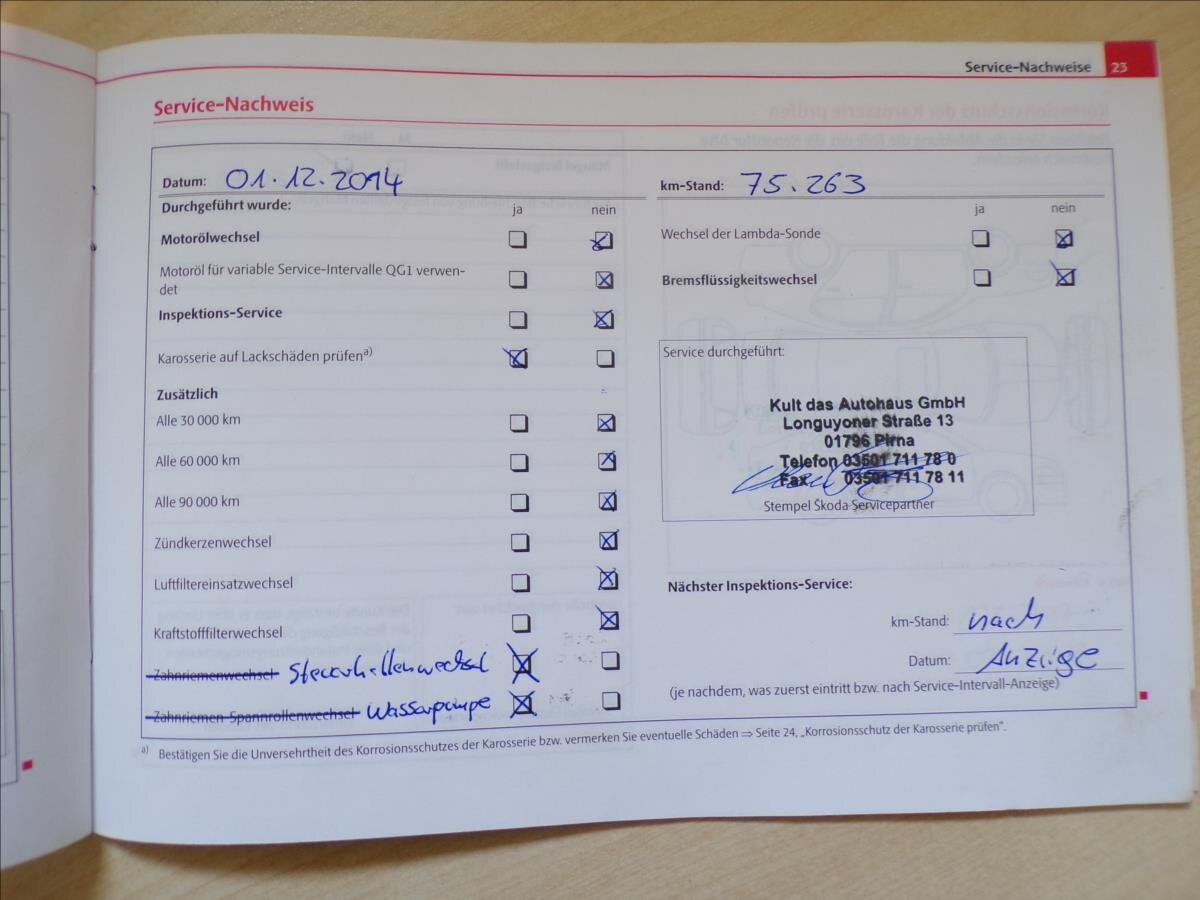 Service-Nachweise 23
Service-Nachweis
Datum: 01.12.2014
Durchgeführt wurde: ja nein
Motorölwechsel
Motoröl für variable Service-Intervalle QG1 verwen-
det
Inspektions-Service
Karosserie auf Lackschäden prüfen a)
Zusätzlich
Alle 30 000 km
Alle 60 000 km
Alle 90 000 km
Zündkerzenwechsel
Luftfiltereinsatzwechsel
Kraftstofffilterwechsel
Zahnriemenwechsel
Zahnriemen-Spannrollenwechsel Wasserpumpe
km-Stand: 75.263
ja nein
Wechsel der Lambda-Sonde
Bremsflüssigkeitswechsel
Service durchgeführt:
Kult das Autohaus GmbH
Longuyoner Straße 13
01796 Pirna
Telefon 03501 711 78 0
Fax 03501 711 78 11
Stempel Škoda Servicepartner
Nächster Inspektions-Service:
km-Stand: nach
Datum: Anzeige
(je nachdem, was zuerst eintritt bzw. nach Service-Intervall-Anzeige)
a) Bestätigen Sie die Unversehrtheit des Korrosionsschutzes der Karosserie bzw. vermerken Sie eventuelle Schäden ⇒ Seite 24, „Korrosionsschutz der Karosserie prüfen".